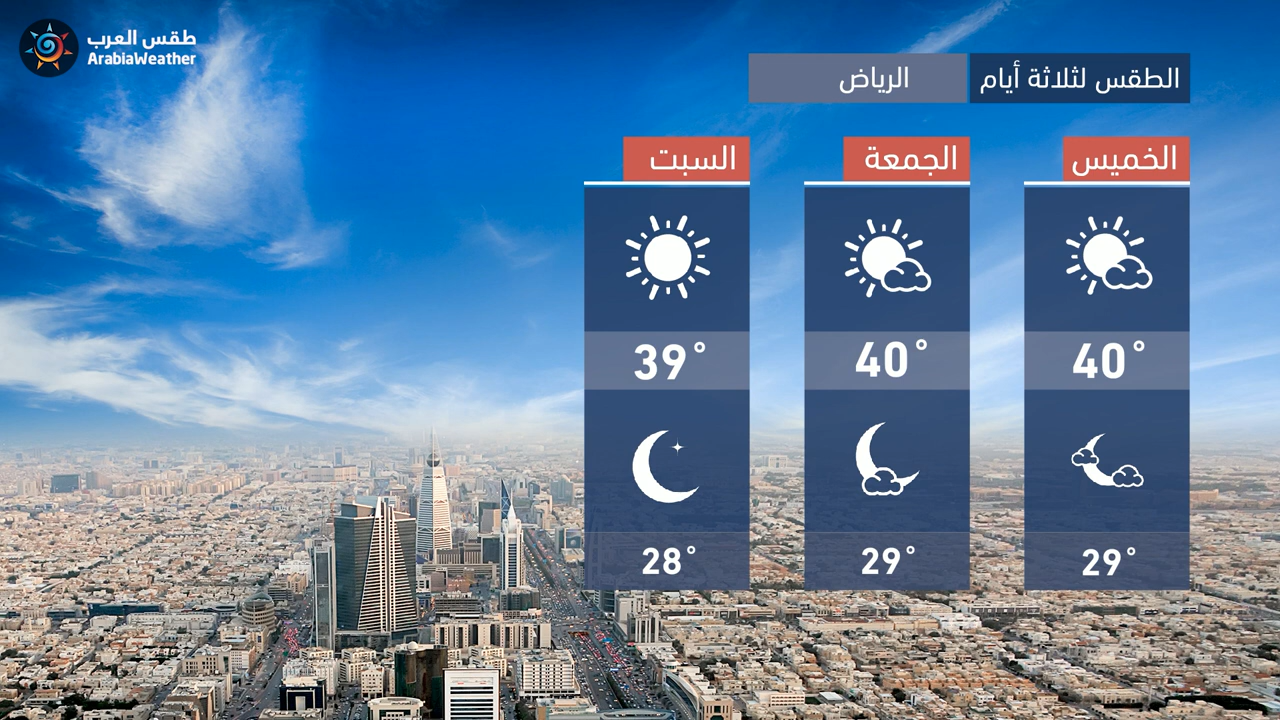 طقس العرب
ArabiaWeather
الطقس لثلاثة أيام
الرياض
الخميس
الجمعة
السبت
40° 40° 39°
29° 29° 28°